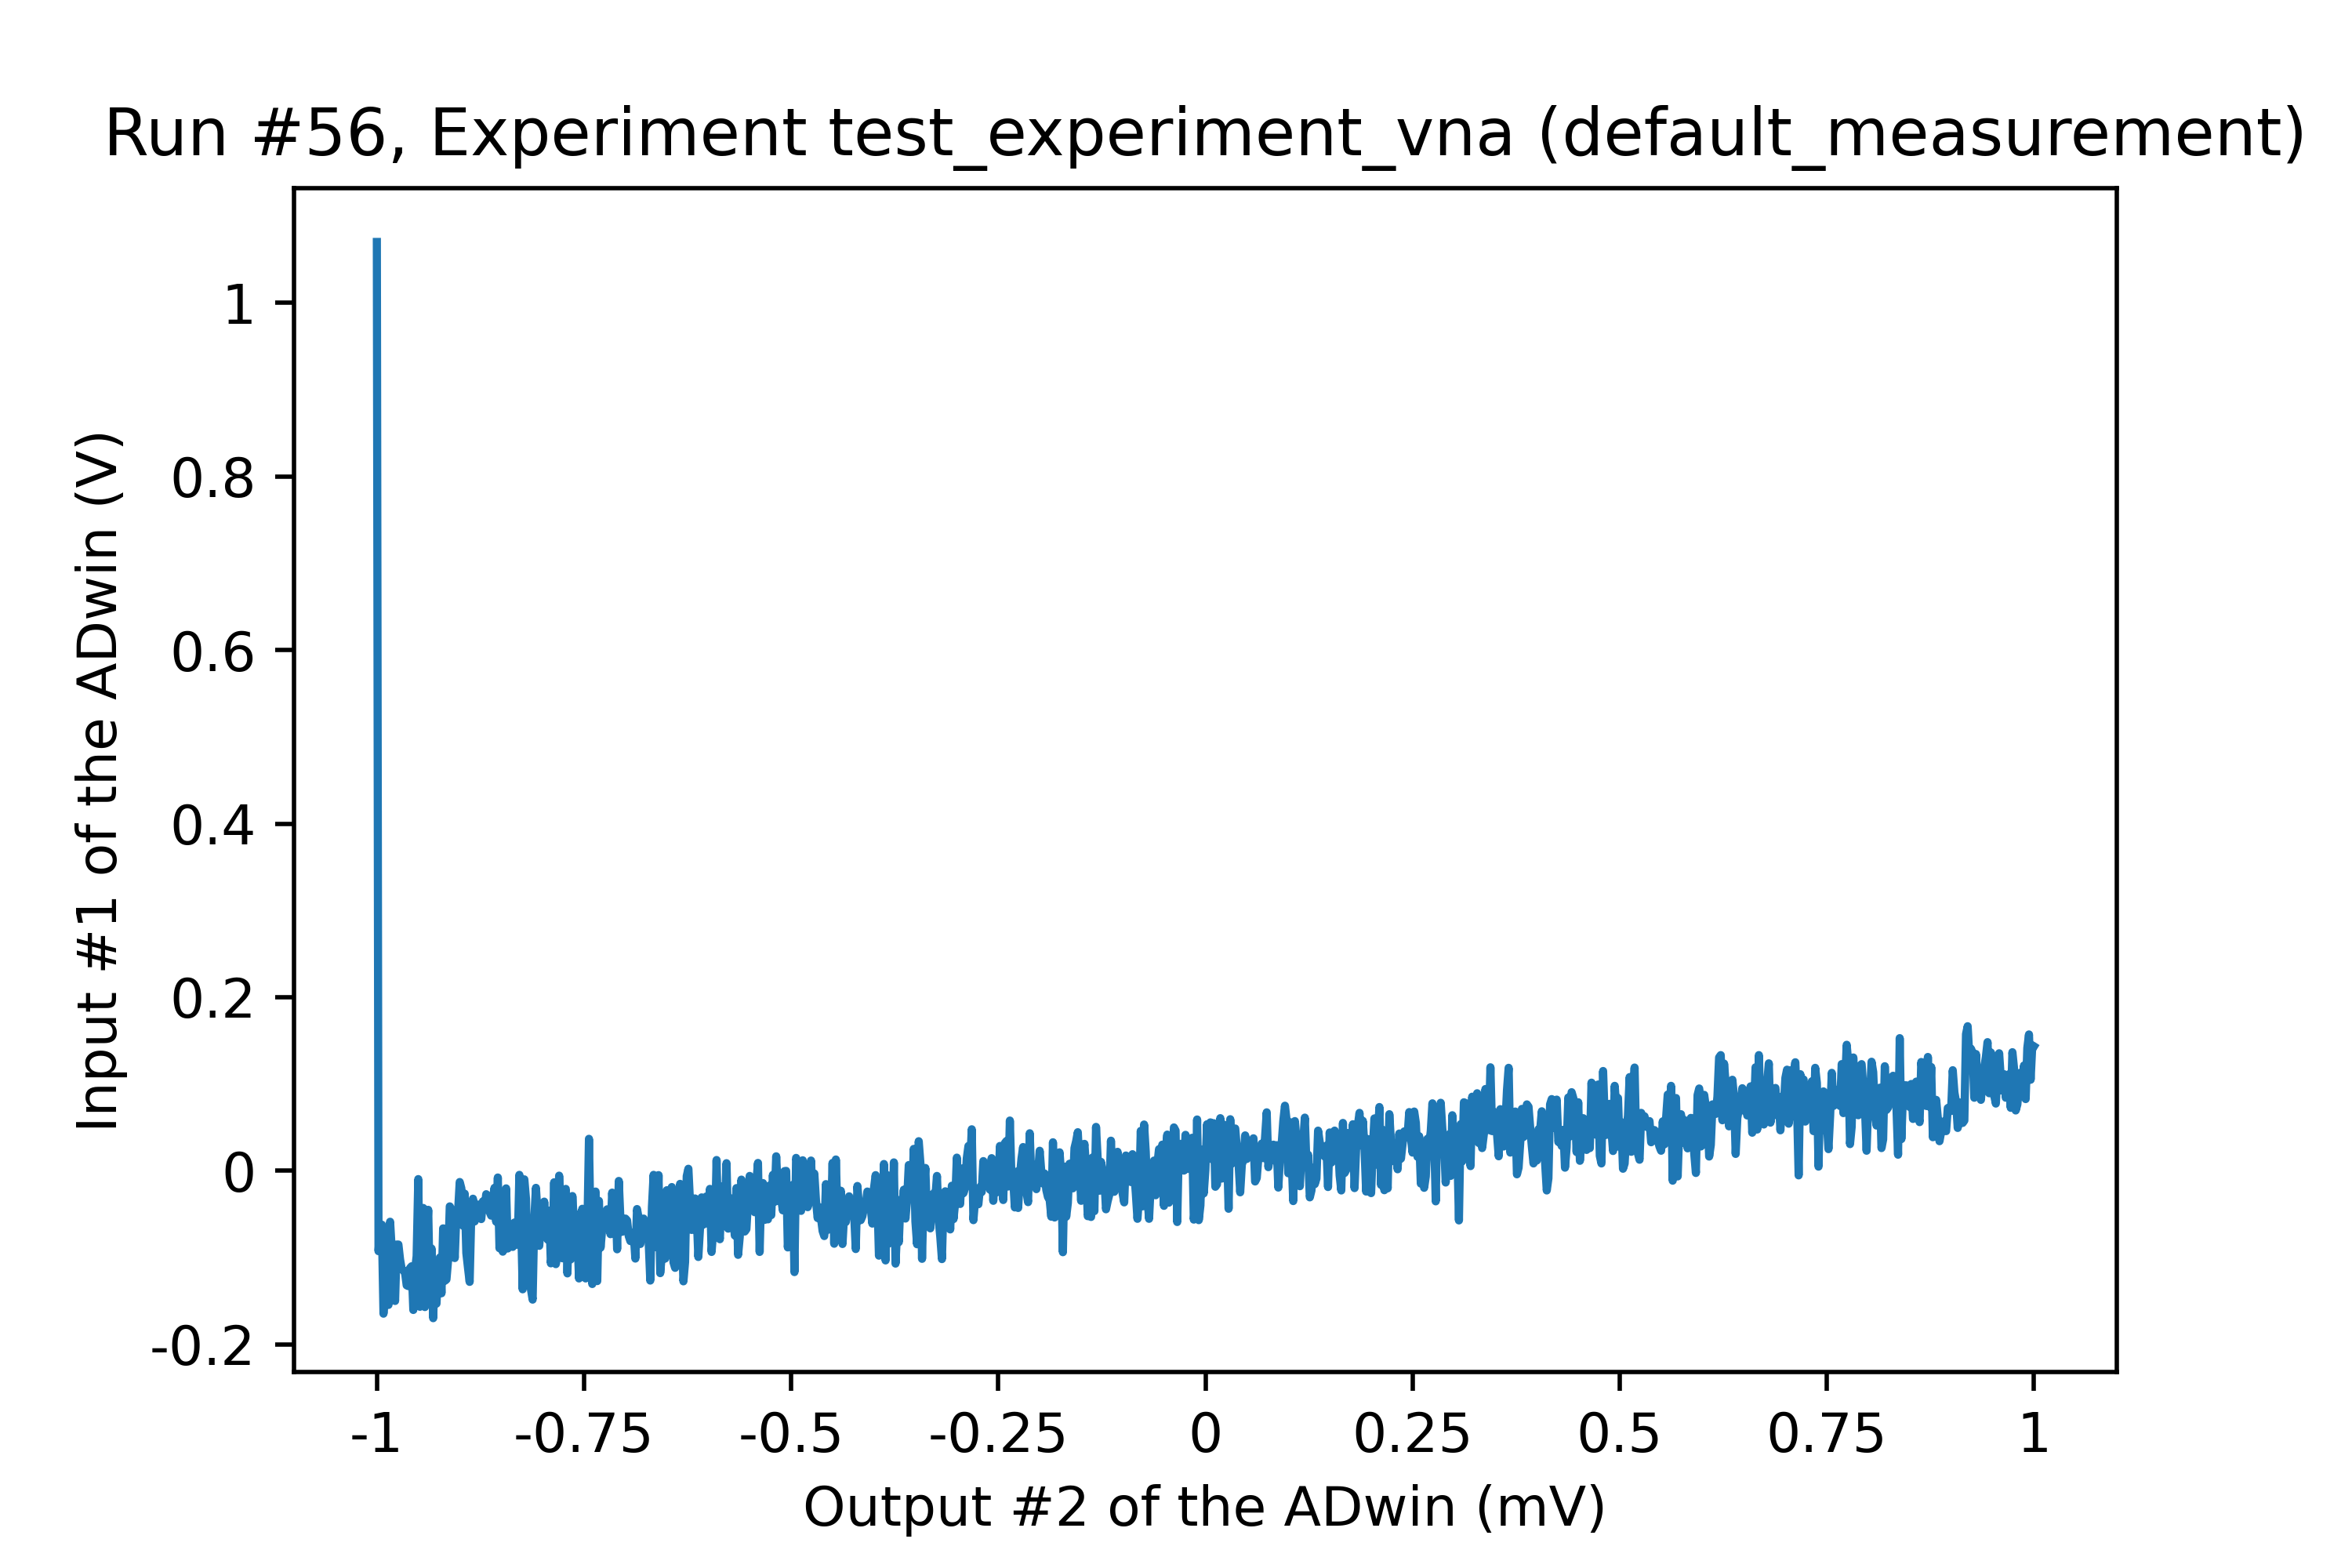 Run #56, Experiment test_experiment_vna (default_measurement)
Input #1 of the ADwin (V)
1
0.8
0.6
0.4
0.2
0
-0.2
-1 -0.75 -0.5 -0.25 0 0.25 0.5 0.75 1
Output #2 of the ADwin (mV)